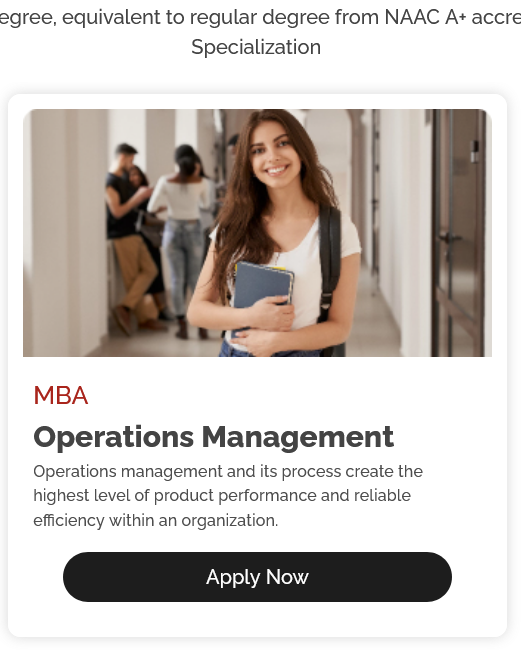 egree, equivalent to regular degree from NAAC A+ accre
Specialization
MBA
Operations Management
Operations management and its process create the
highest level of product performance and reliable
efficiency within an organization.
Apply Now